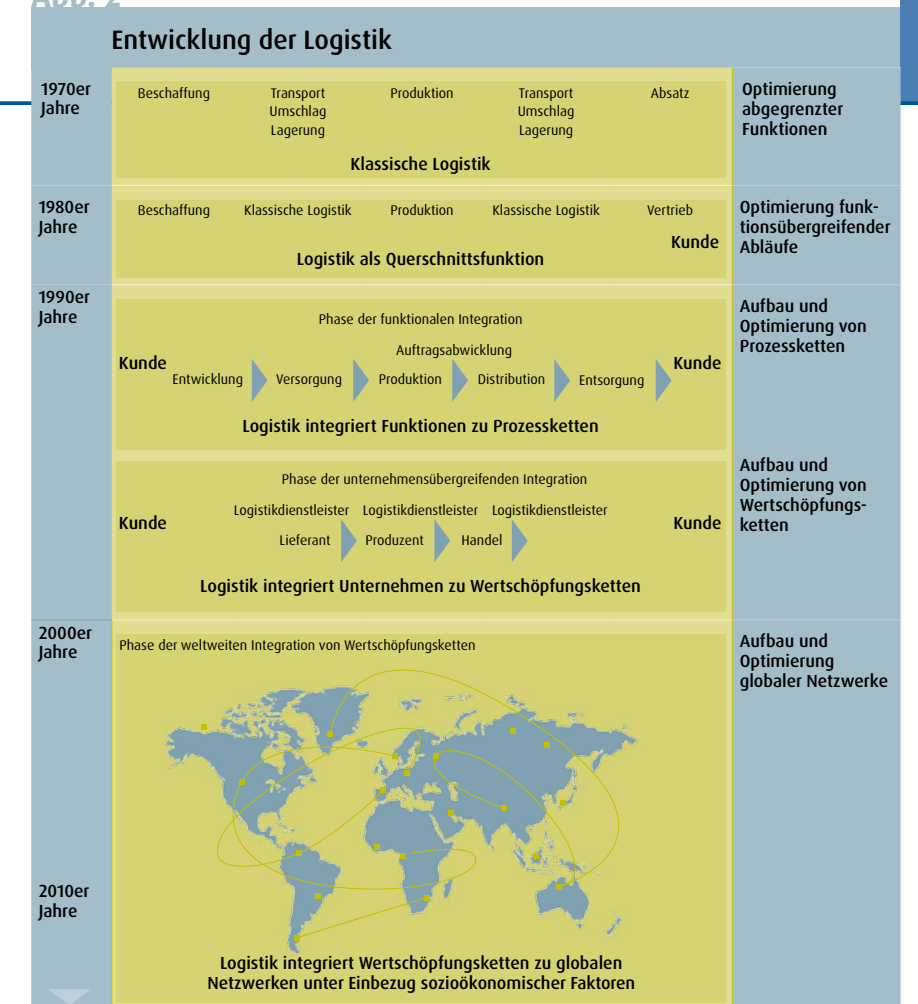 Abb. 2
Entwicklung der Logistik
1970er
Jahre
Beschaffung
Transport
Umschlag
Lagerung
Produktion
Transport
Umschlag
Lagerung
Absatz
Klassische Logistik
Optimierung
abgegrenzter
Funktionen
1980er
Jahre
Beschaffung
Klassische Logistik
Produktion
Klassische Logistik
Vertrieb
Kunde
Logistik als Querschnittsfunktion
Optimierung funk-
tionsübergreifender
Abläufe
1990er
Jahre
Phase der funktionalen Integration
Auftragsabwicklung
Kunde
Entwicklung
Versorgung
Produktion
Distribution
Entsorgung
Kunde
Logistik integriert Funktionen zu Prozessketten
Aufbau und
Optimierung von
Prozessketten
Phase der unternehmensübergreifenden Integration
Logistikdienstleister
Logistikdienstleister
Logistikdienstleister
Kunde
Lieferant
Produzent
Handel
Kunde
Logistik integriert Unternehmen zu Wertschöpfungsketten
Aufbau und
Optimierung von
Wertschöpfungs-
ketten
2000er
Jahre
Phase der weltweiten Integration von Wertschöpfungsketten
Aufbau und
Optimierung
globaler Netzwerke
2010er
Jahre
Logistik integriert Wertschöpfungsketten zu globalen
Netzwerken unter Einbezug sozioökonomischer Faktoren